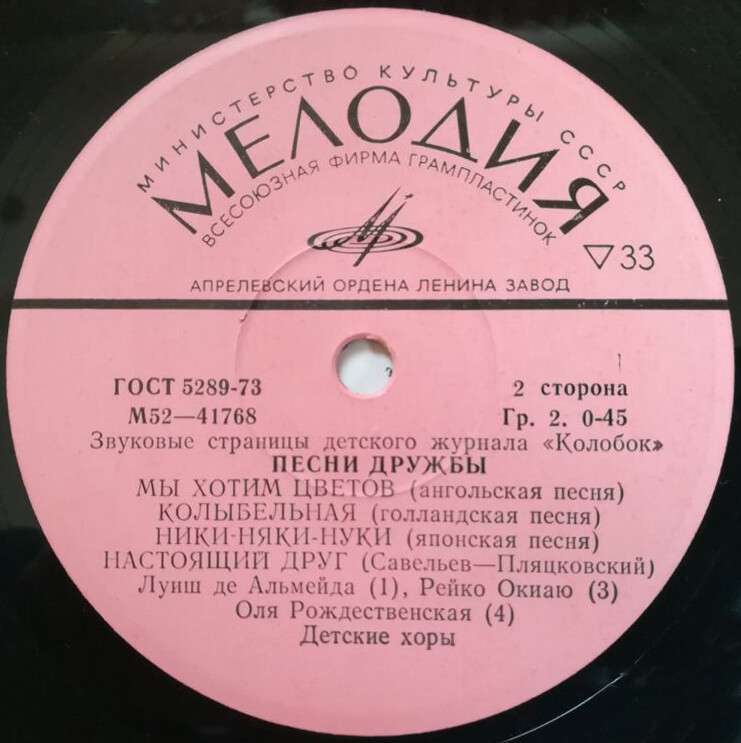 МИНИСТЕРСТВО КУЛЬТУРЫ СССР
МЕЛОДИЯ
ВСЕСОЮЗНАЯ ФИРМА ГРАМПЛАСТИНОК
▽33
АПРЕЛЕВСКИЙ ОРДЕНА ЛЕНИНА ЗАВОД
ГОСТ 5289-73
2 сторона
М52—41768
Гр. 2. 0-45
Звуковые страницы детского журнала «Колобок»
ПЕСНИ ДРУЖБЫ
МЫ ХОТИМ ЦВЕТОВ (ангольская песня)
КОЛЫБЕЛЬНАЯ (голландская песня)
НИКИ-НЯКИ-НУКИ (японская песня)
НАСТОЯЩИЙ ДРУГ (Савельев—Пляцковский)
Луиш де Альмейда (1), Рейко Окиаю (3)
Оля Рождественская (4)
Детские хоры